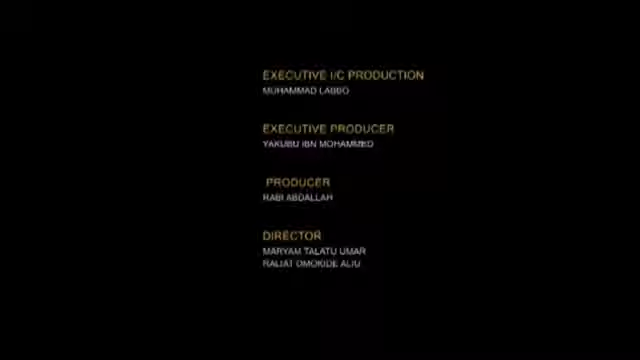 EXECUTIVE I/C PRODUCTION
MUHAMMAD LABBO
EXECUTIVE PRODUCER
YAKUBU IBN MOHAMMED
PRODUCER
RABI ABDALLAH
DIRECTOR
MARYAM TALATU UMAR
RALIAT OMOKIDE ALIU